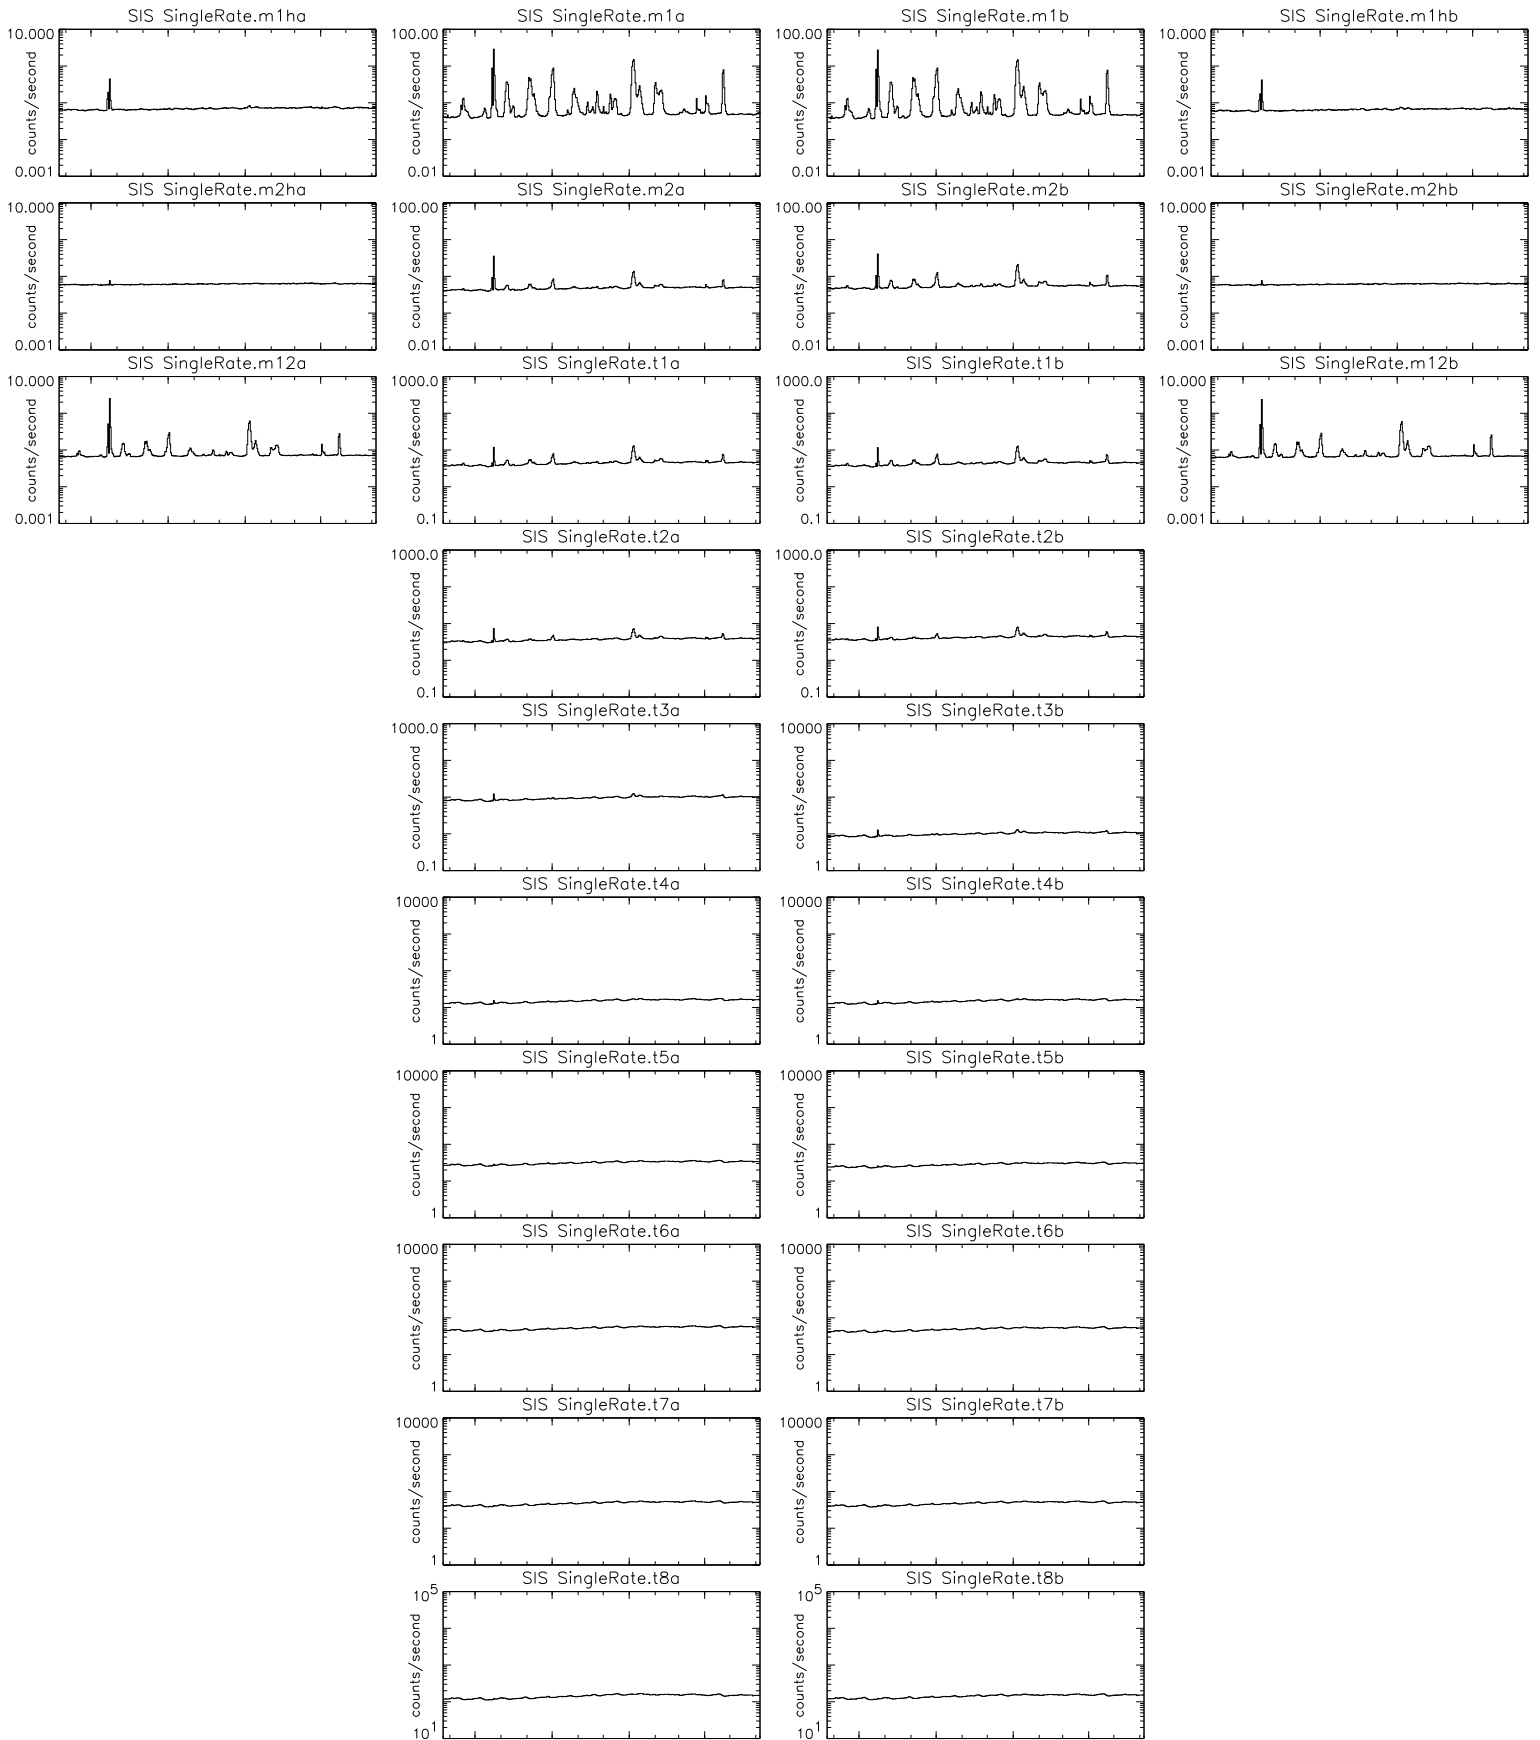 SIS SingleRate.m1ha
10.000
counts/second
0.001
SIS SingleRate.m1a
100.00
counts/second
0.01
SIS SingleRate.m1b
100.00
counts/second
0.01
SIS SingleRate.m1hb
10.000
counts/second
0.001
SIS SingleRate.m2ha
10.000
counts/second
0.001
SIS SingleRate.m2a
100.00
counts/second
0.01
SIS SingleRate.m2b
100.00
counts/second
0.01
SIS SingleRate.m2hb
10.000
counts/second
0.001
SIS SingleRate.m12a
10.000
counts/second
0.001
SIS SingleRate.t1a
1000.0
counts/second
0.1
SIS SingleRate.t1b
1000.0
counts/second
0.1
SIS SingleRate.m12b
10.000
counts/second
0.001
SIS SingleRate.t2a
1000.0
counts/second
0.1
SIS SingleRate.t2b
1000.0
counts/second
0.1
SIS SingleRate.t3a
1000.0
counts/second
0.1
SIS SingleRate.t3b
10000
counts/second
1
SIS SingleRate.t4a
10000
counts/second
1
SIS SingleRate.t4b
10000
counts/second
1
SIS SingleRate.t5a
10000
counts/second
1
SIS SingleRate.t5b
10000
counts/second
1
SIS SingleRate.t6a
10000
counts/second
1
SIS SingleRate.t6b
10000
counts/second
1
SIS SingleRate.t7a
10000
counts/second
1
SIS SingleRate.t7b
10000
counts/second
1
SIS SingleRate.t8a
10⁵
counts/second
10¹
SIS SingleRate.t8b
10⁵
counts/second
10¹